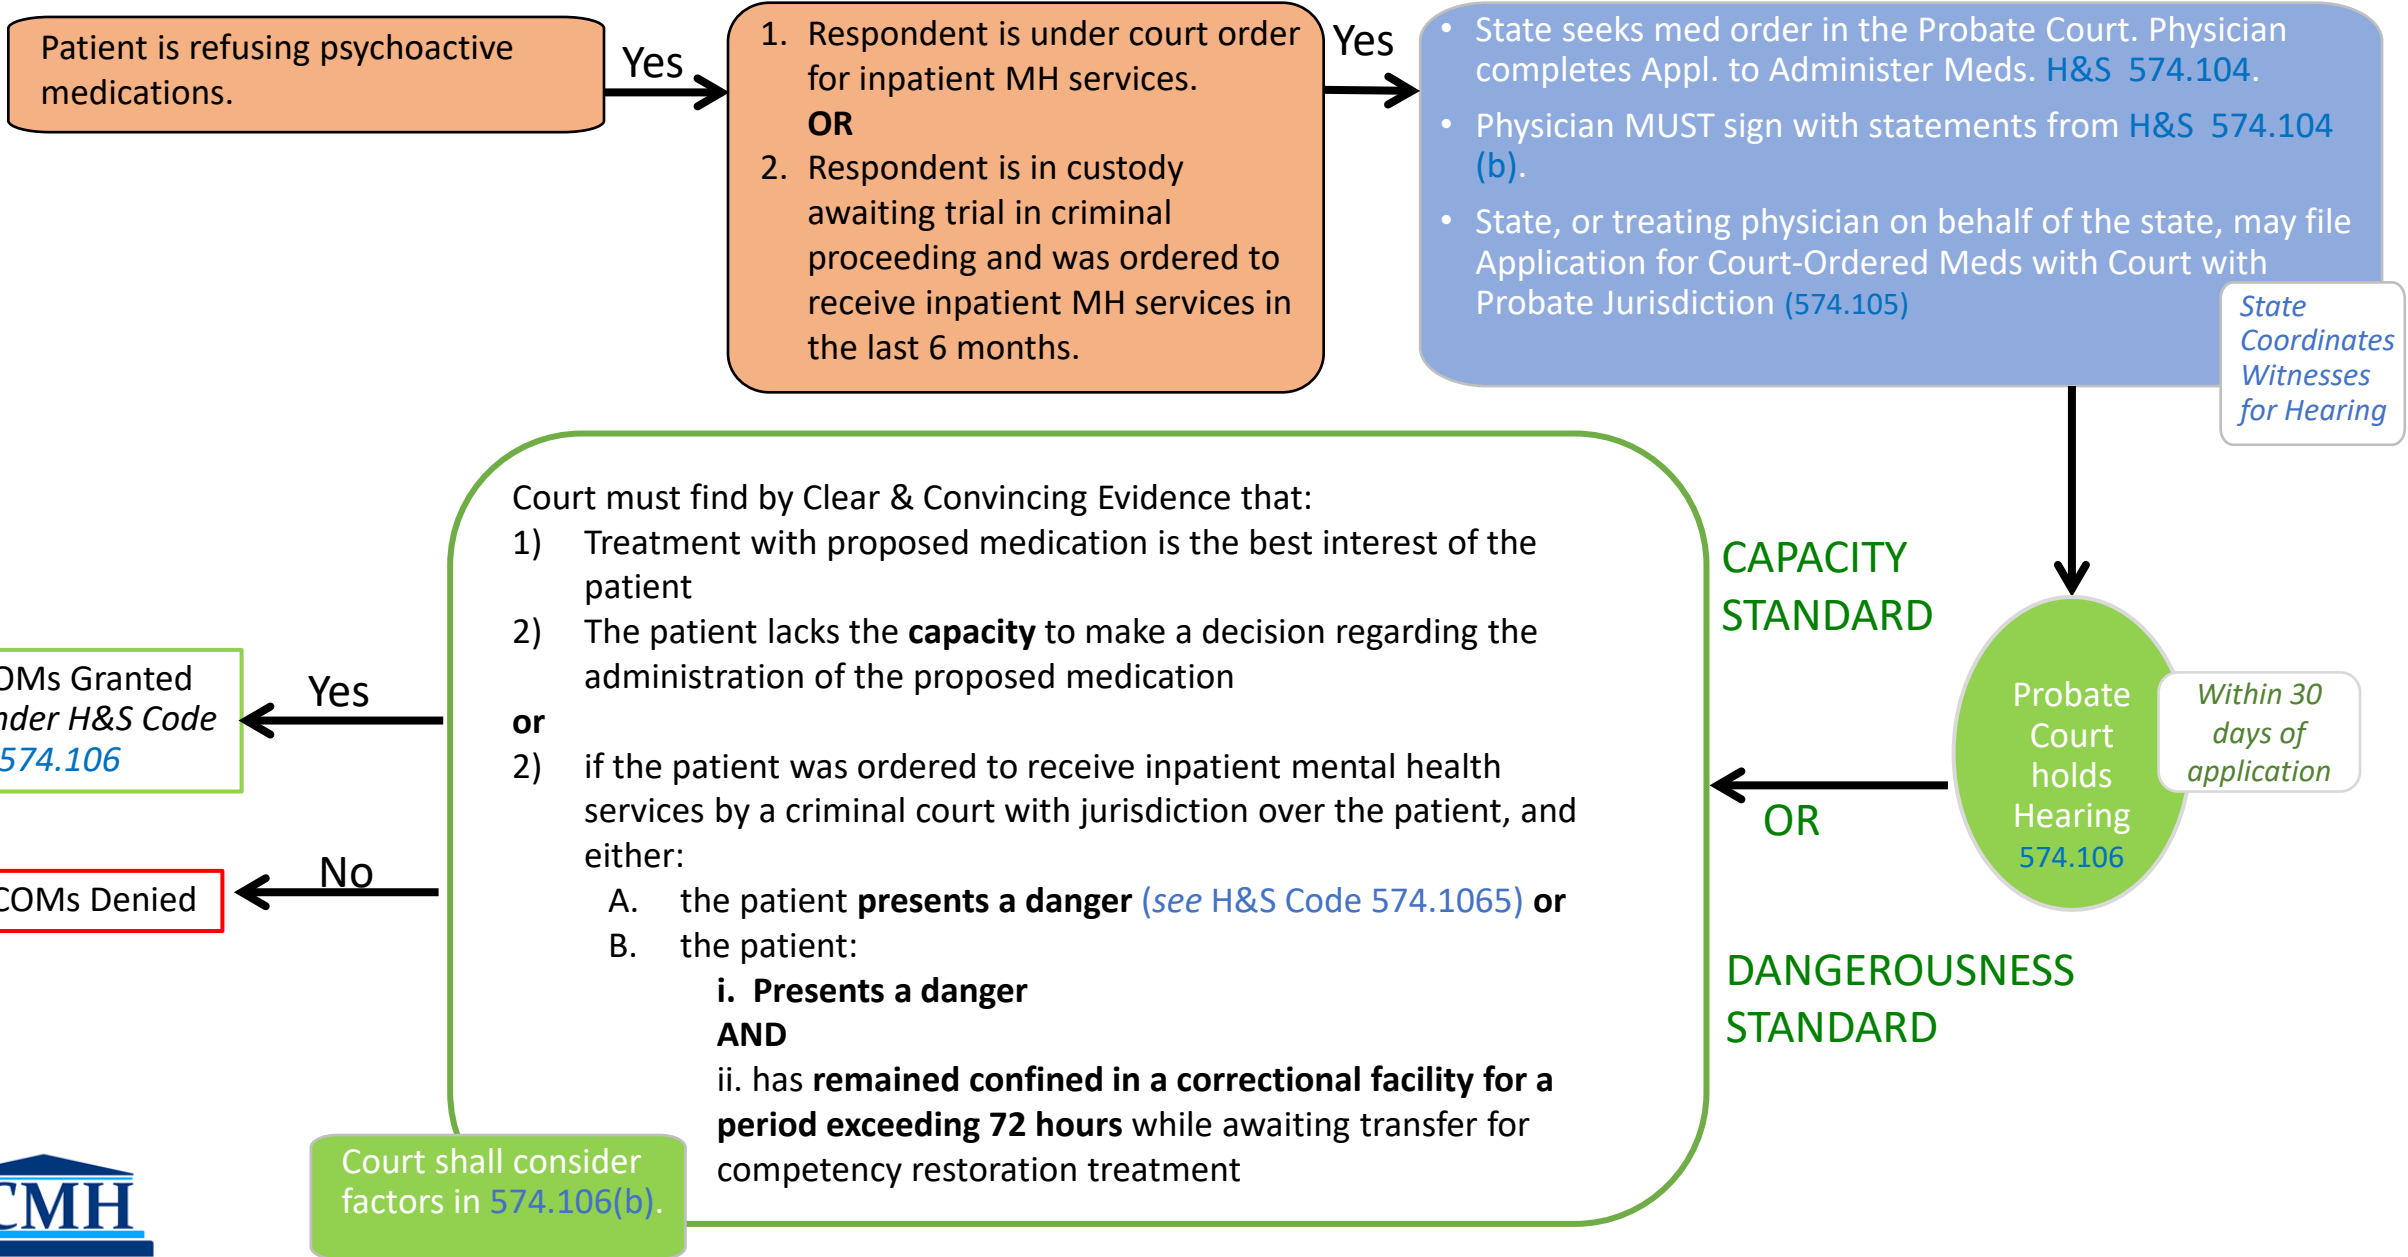 Patient is refusing psychoactive
medications.
Yes
1. Respondent is under court order
for inpatient MH services.
OR
2. Respondent is in custody
awaiting trial in criminal
proceeding and was ordered to
receive inpatient MH services in
the last 6 months.
Yes
• State seeks med order in the Probate Court. Physician
completes Appl. to Administer Meds. H&S 574.104.
• Physician MUST sign with statements from H&S 574.104
(b).
• State, or treating physician on behalf of the state, may file
Application for Court-Ordered Meds with Court with
Probate Jurisdiction (574.105)
State
Coordinates
Witnesses
for Hearing
Probate
Court
holds
Hearing
574.106
Within 30
days of
application
CAPACITY
STANDARD
OR
DANGEROUSNESS
STANDARD
Court must find by Clear & Convincing Evidence that:
1) Treatment with proposed medication is the best interest of the
patient
2) The patient lacks the capacity to make a decision regarding the
administration of the proposed medication
or
2) if the patient was ordered to receive inpatient mental health
services by a criminal court with jurisdiction over the patient, and
either:
A. the patient presents a danger (see H&S Code 574.1065) or
B. the patient:
i. Presents a danger
AND
ii. has remained confined in a correctional facility for a
period exceeding 72 hours while awaiting transfer for
competency restoration treatment
Court shall consider
factors in 574.106(b).
Yes
OMs Granted
nder H&S Code
574.106
No
COMs Denied
CMH